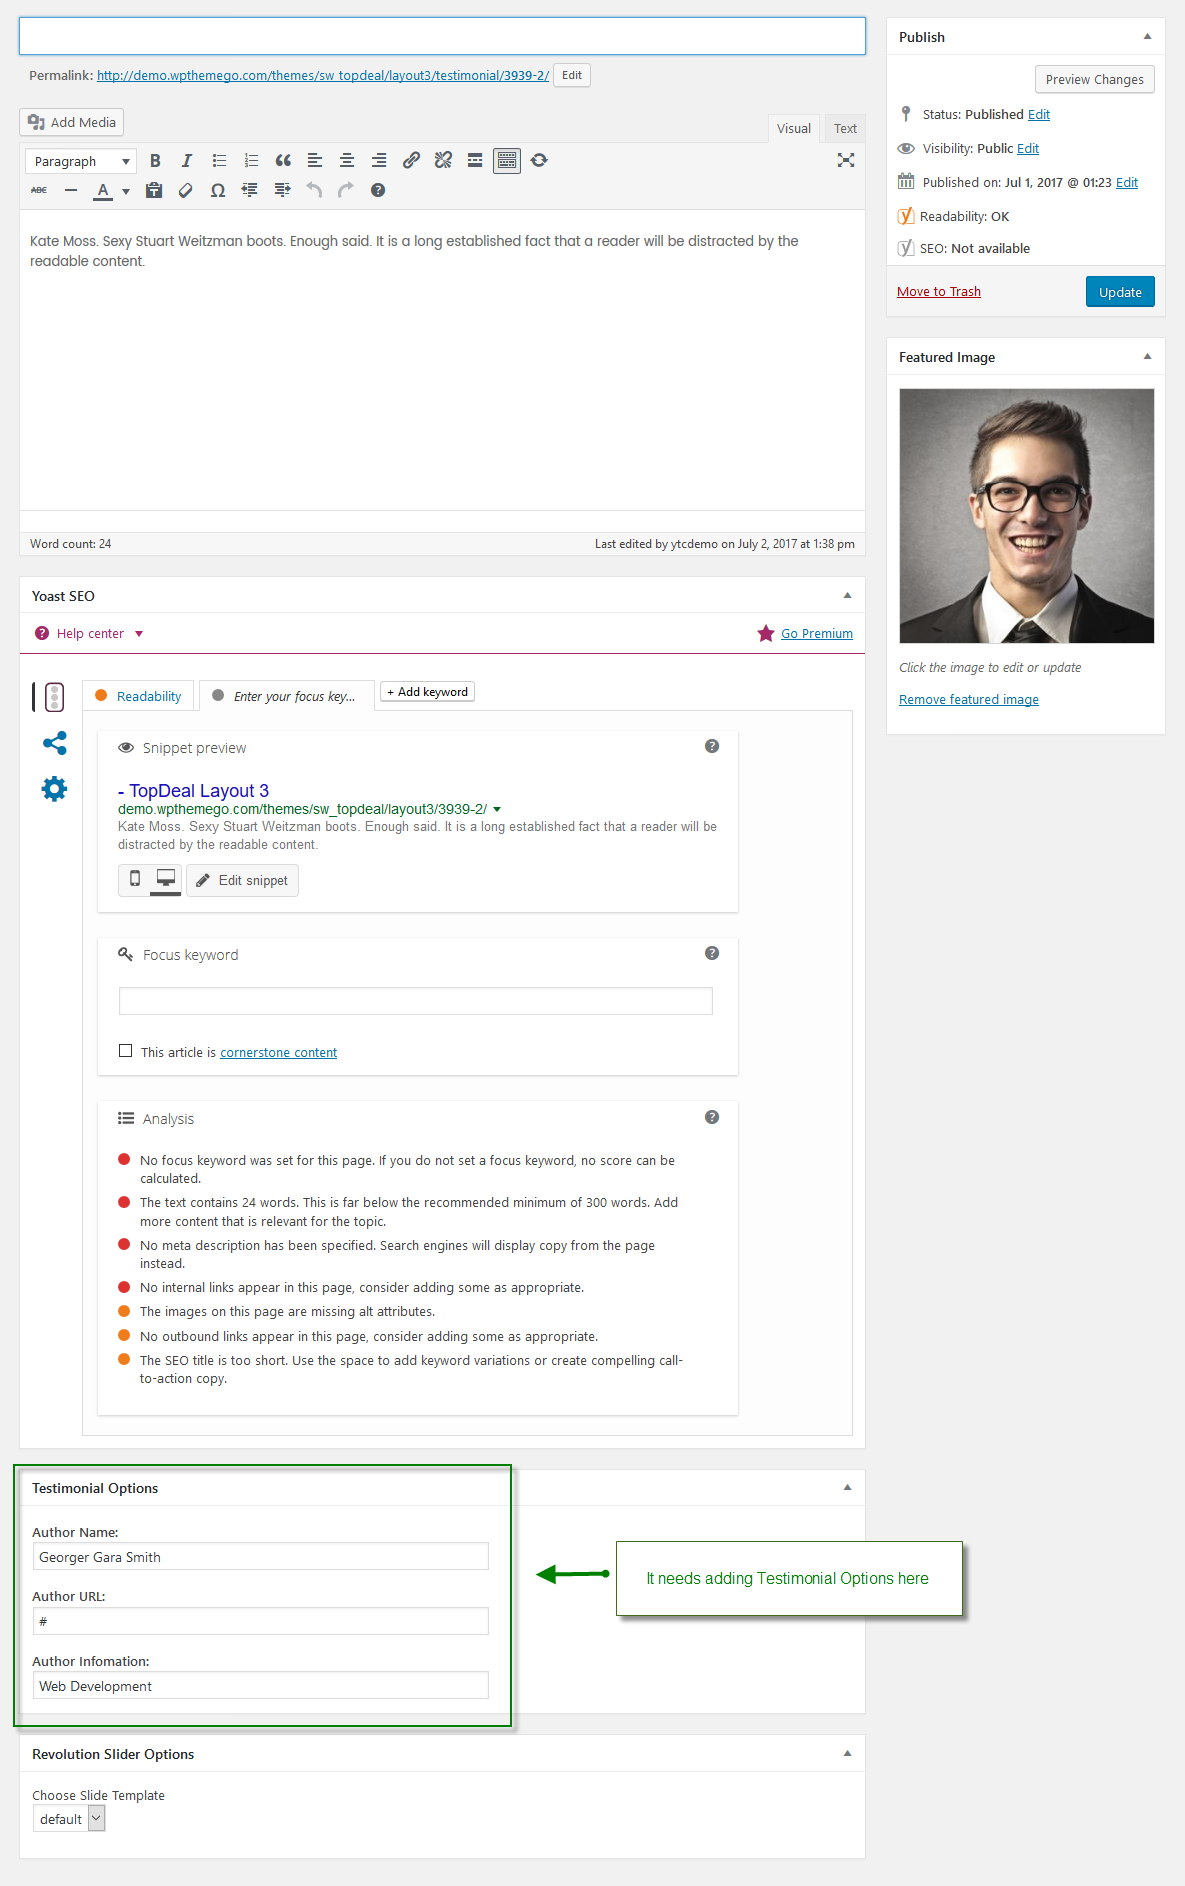 Permalink: http://demo.wpthemego.com/themes/sw_topdeal/layout3/testimonial/3939-2/ Edit
Add Media
Visual Text
Paragraph
B I
ABC A Ω
Kate Moss. Sexy Stuart Weitzman boots. Enough said. It is a long established fact that a reader will be distracted by the
readable content.
Word count: 24
Last edited by ytcdemo on July 2, 2017 at 1:38 pm
Yoast SEO
Help center
Go Premium
Readability
Enter your focus key...
+ Add keyword
Snippet preview
- TopDeal Layout 3
demo.wpthemego.com/themes/sw_topdeal/layout3/3939-2/
Kate Moss. Sexy Stuart Weitzman boots. Enough said. It is a long established fact that a reader will be
distracted by the readable content.
Edit snippet
Focus keyword
This article is cornerstone content
Analysis
No focus keyword was set for this page. If you do not set a focus keyword, no score can be
calculated.
The text contains 24 words. This is far below the recommended minimum of 300 words. Add
more content that is relevant for the topic.
No meta description has been specified. Search engines will display copy from the page
instead.
No internal links appear in this page, consider adding some as appropriate.
The images on this page are missing alt attributes.
No outbound links appear in this page, consider adding some as appropriate.
The SEO title is too short. Use the space to add keyword variations or create compelling call-
to-action copy.
Testimonial Options
Author Name:
Georger Gara Smith
Author URL:
#
Author Infomation:
Web Development
It needs adding Testimonial Options here
Revolution Slider Options
Choose Slide Template
default
Publish
Preview Changes
Status: Published Edit
Visibility: Public Edit
Published on: Jul 1, 2017 @ 01:23 Edit
Readability: OK
SEO: Not available
Move to Trash
Update
Featured Image
Click the image to edit or update
Remove featured image